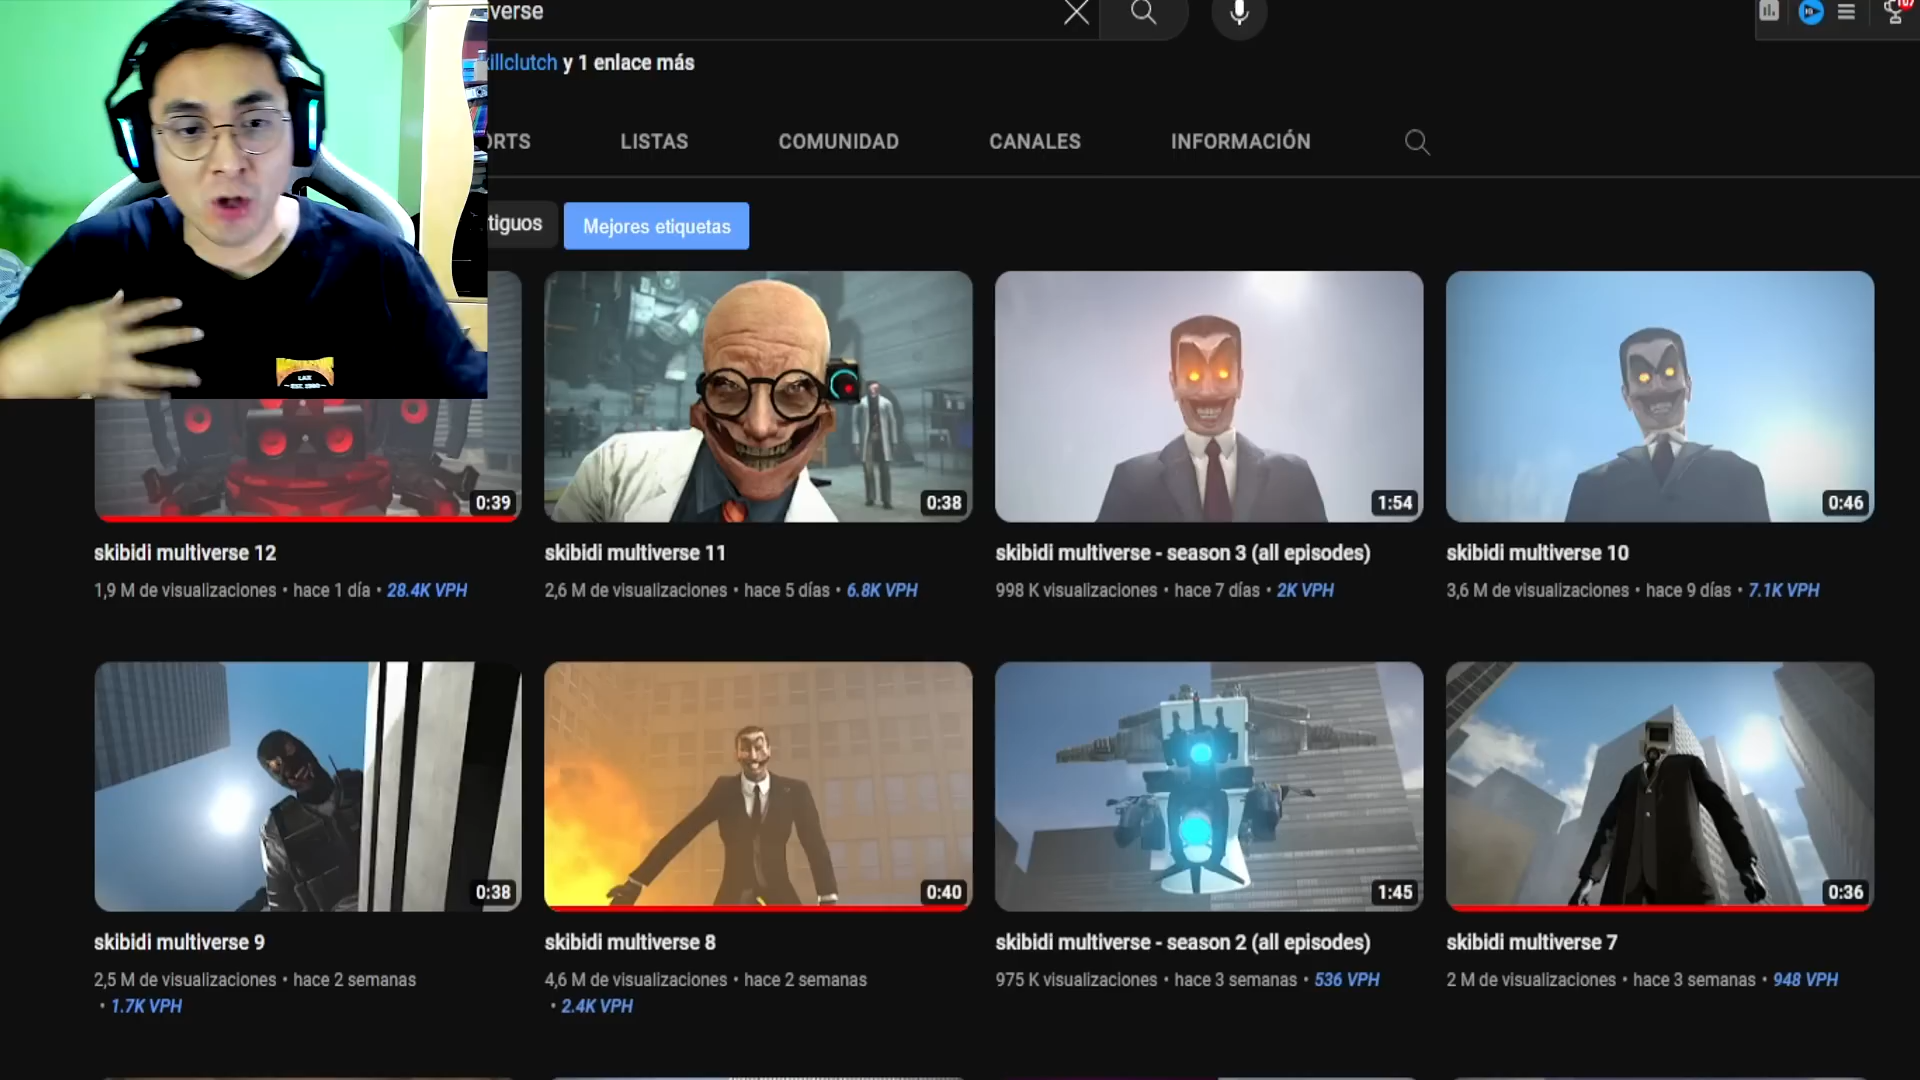 verse
illclutch y 1 enlace más
ORTS
LISTAS
COMUNIDAD
CANALES
INFORMACIÓN
tiguos
Mejores etiquetas
0:39
0:38
1:54
0:46
skibidi multiverse 12
skibidi multiverse 11
skibidi multiverse - season 3 (all episodes)
skibidi multiverse 10
1,9 M de visualizaciones • hace 1 día • 28.4K VPH
2,6 M de visualizaciones • hace 5 días • 6.8K VPH
998 K visualizaciones • hace 7 días • 2K VPH
3,6 M de visualizaciones • hace 9 días • 7.1K VPH
0:38
0:40
1:45
0:36
skibidi multiverse 9
skibidi multiverse 8
skibidi multiverse - season 2 (all episodes)
skibidi multiverse 7
2,5 M de visualizaciones • hace 2 semanas
• 1.7K VPH
4,6 M de visualizaciones • hace 2 semanas
• 2.4K VPH
975 K visualizaciones • hace 3 semanas • 536 VPH
2 M de visualizaciones • hace 3 semanas • 948 VPH